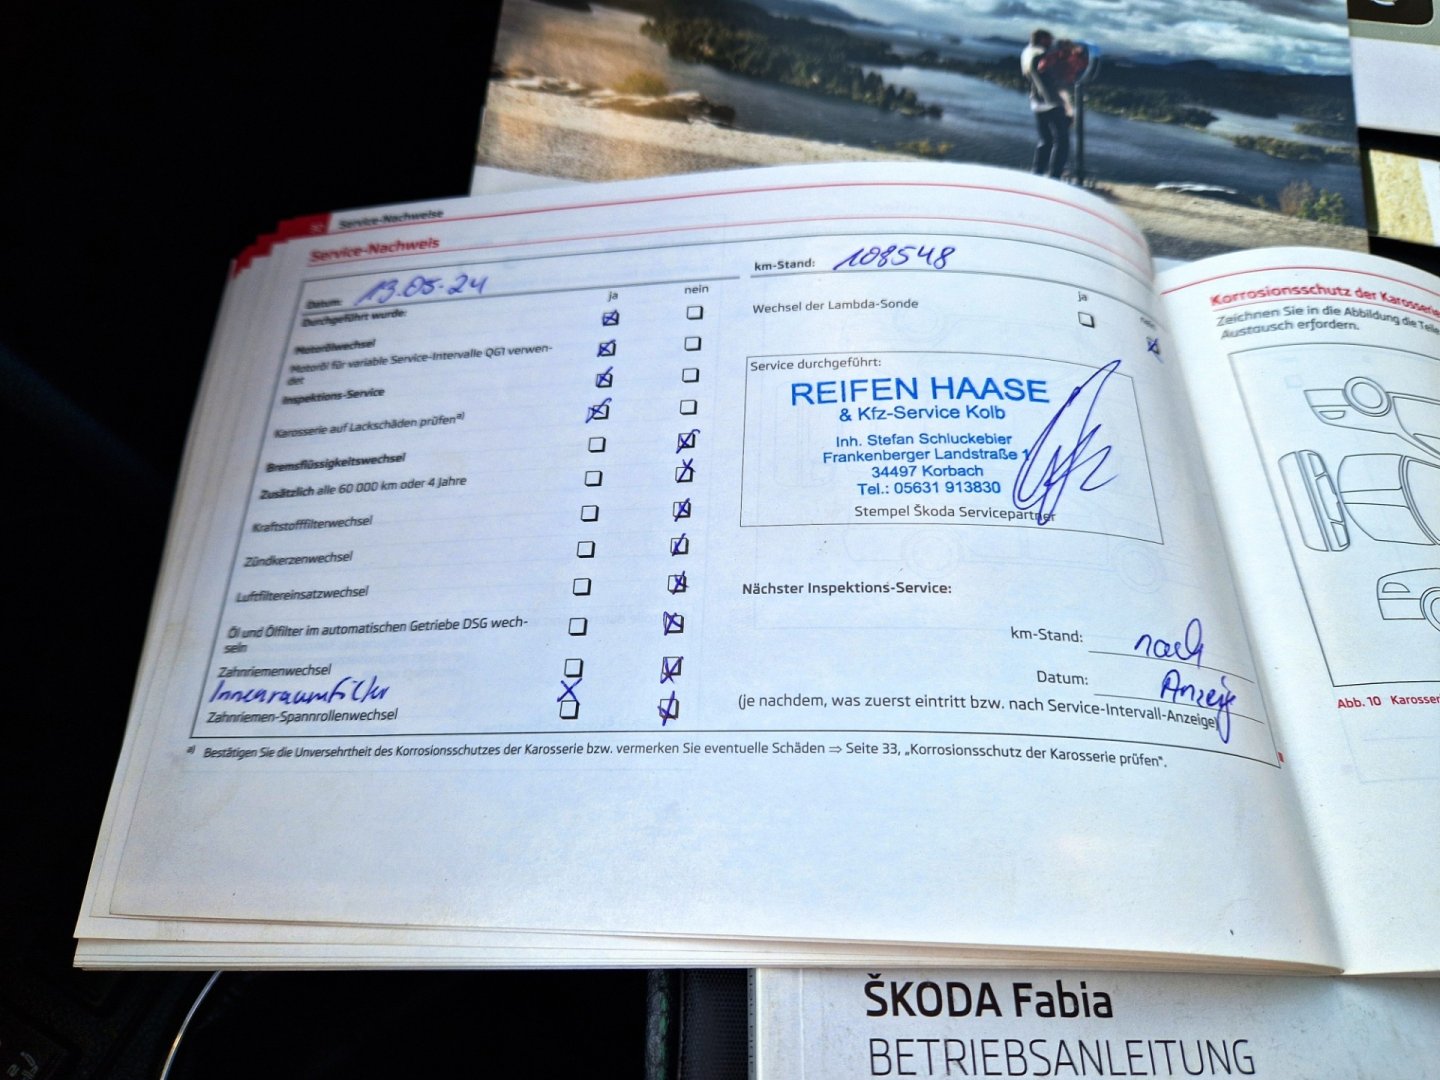 Service-Nachweise
Service-Nachweis
Datum: 13.05.24
km-Stand: 108548
ja nein
Durchgeführt wurde:
Motorölwechsel
Motoröl für variable Service-Intervalle QG1 verwen-
det
Inspektions-Service
Karosserie auf Lackschäden prüfen a)
Bremsflüssigkeitswechsel
Zusätzlich alle 60 000 km oder 4 Jahre
Kraftstofffilterwechsel
Zündkerzenwechsel
Luftfiltereinsatzwechsel
Öl und Ölfilter im automatischen Getriebe DSG wech-
seln
Zahnriemenwechsel
Innenraumfilter
Zahnriemen-Spannrollenwechsel
ja nein
Wechsel der Lambda-Sonde
Service durchgeführt:
REIFEN HAASE
& Kfz-Service Kolb
Inh. Stefan Schluckebier
Frankenberger Landstraße 1
34497 Korbach
Tel.: 05631 913830
Stempel Škoda Servicepartner
Nächster Inspektions-Service:
km-Stand: nach
Datum: Anzeige
(je nachdem, was zuerst eintritt bzw. nach Service-Intervall-Anzeige)
a) Bestätigen Sie die Unversehrtheit des Korrosionsschutzes der Karosserie bzw. vermerken Sie eventuelle Schäden ⇒ Seite 33, „Korrosionsschutz der Karosserie prüfen“.
Korrosionsschutz der Karosserie
Zeichnen Sie in die Abbildung die Teile
Austausch erfordern.
Abb. 10 Karosser
ŠKODA Fabia
BETRIEBSANLEITUNG